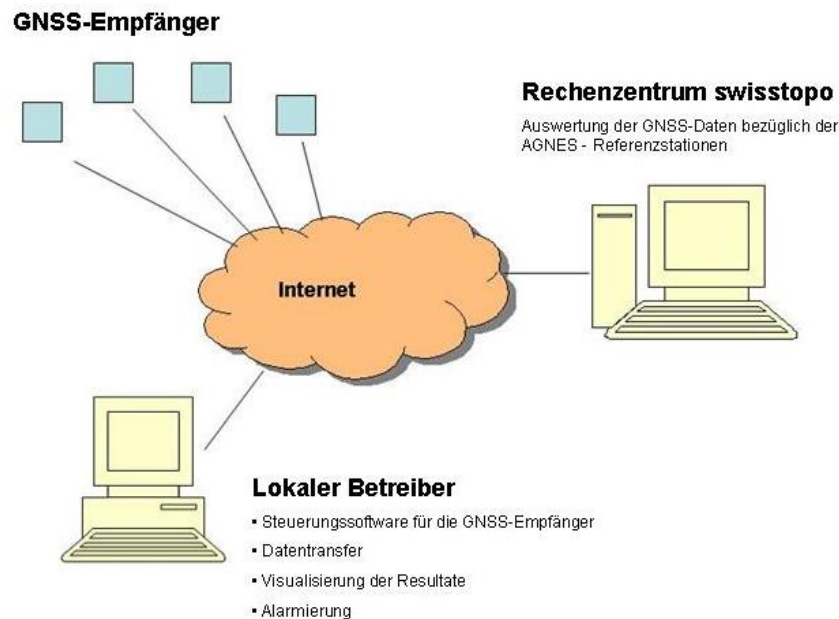 GNSS-Empfänger
Rechenzentrum swisstopo
Auswertung der GNSS-Daten bezüglich der
AGNES - Referenzstationen
Internet
Lokaler Betreiber
▪ Steuerungssoftware für die GNSS-Empfänger
▪ Datentransfer
▪ Visualisierung der Resultate
▪ Alarmierung